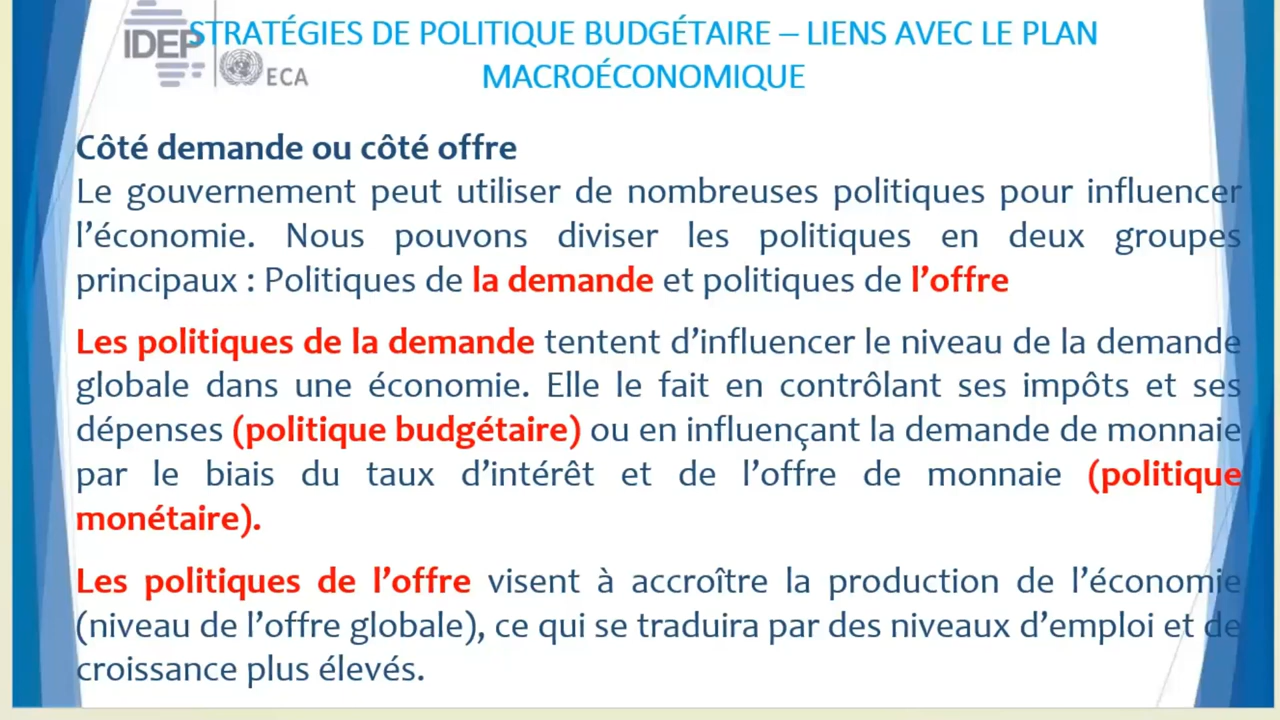 IDEP
ECA
STRATÉGIES DE POLITIQUE BUDGÉTAIRE – LIENS AVEC LE PLAN
MACROÉCONOMIQUE
Côté demande ou côté offre
Le gouvernement peut utiliser de nombreuses politiques pour influencer
l’économie. Nous pouvons diviser les politiques en deux groupes
principaux : Politiques de la demande et politiques de l’offre
Les politiques de la demande tentent d’influencer le niveau de la demande
globale dans une économie. Elle le fait en contrôlant ses impôts et ses
dépenses (politique budgétaire) ou en influençant la demande de monnaie
par le biais du taux d’intérêt et de l’offre de monnaie (politique
monétaire).
Les politiques de l’offre visent à accroître la production de l’économie
(niveau de l’offre globale), ce qui se traduira par des niveaux d’emploi et de
croissance plus élevés.